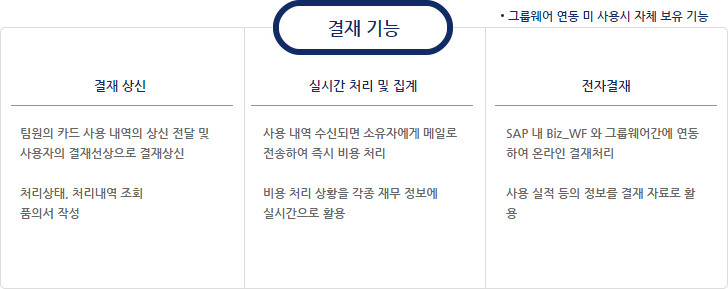 결재 기능
• 그룹웨어 연동 미 사용시 자체 보유 기능
결재 상신
팀원의 카드 사용 내역의 상신 전달 및
사용자의 결재선상으로 결재상신
처리상태, 처리내역 조회
품의서 작성
실시간 처리 및 집계
사용 내역 수신되면 소유자에게 메일로
전송하여 즉시 비용 처리
비용 처리 상황을 각종 재무 정보에
실시간으로 활용
전자결재
SAP 내 Biz_WF 와 그룹웨어간에 연동
하여 온라인 결재처리
사용 실적 등의 정보를 결재 자료로 활
용